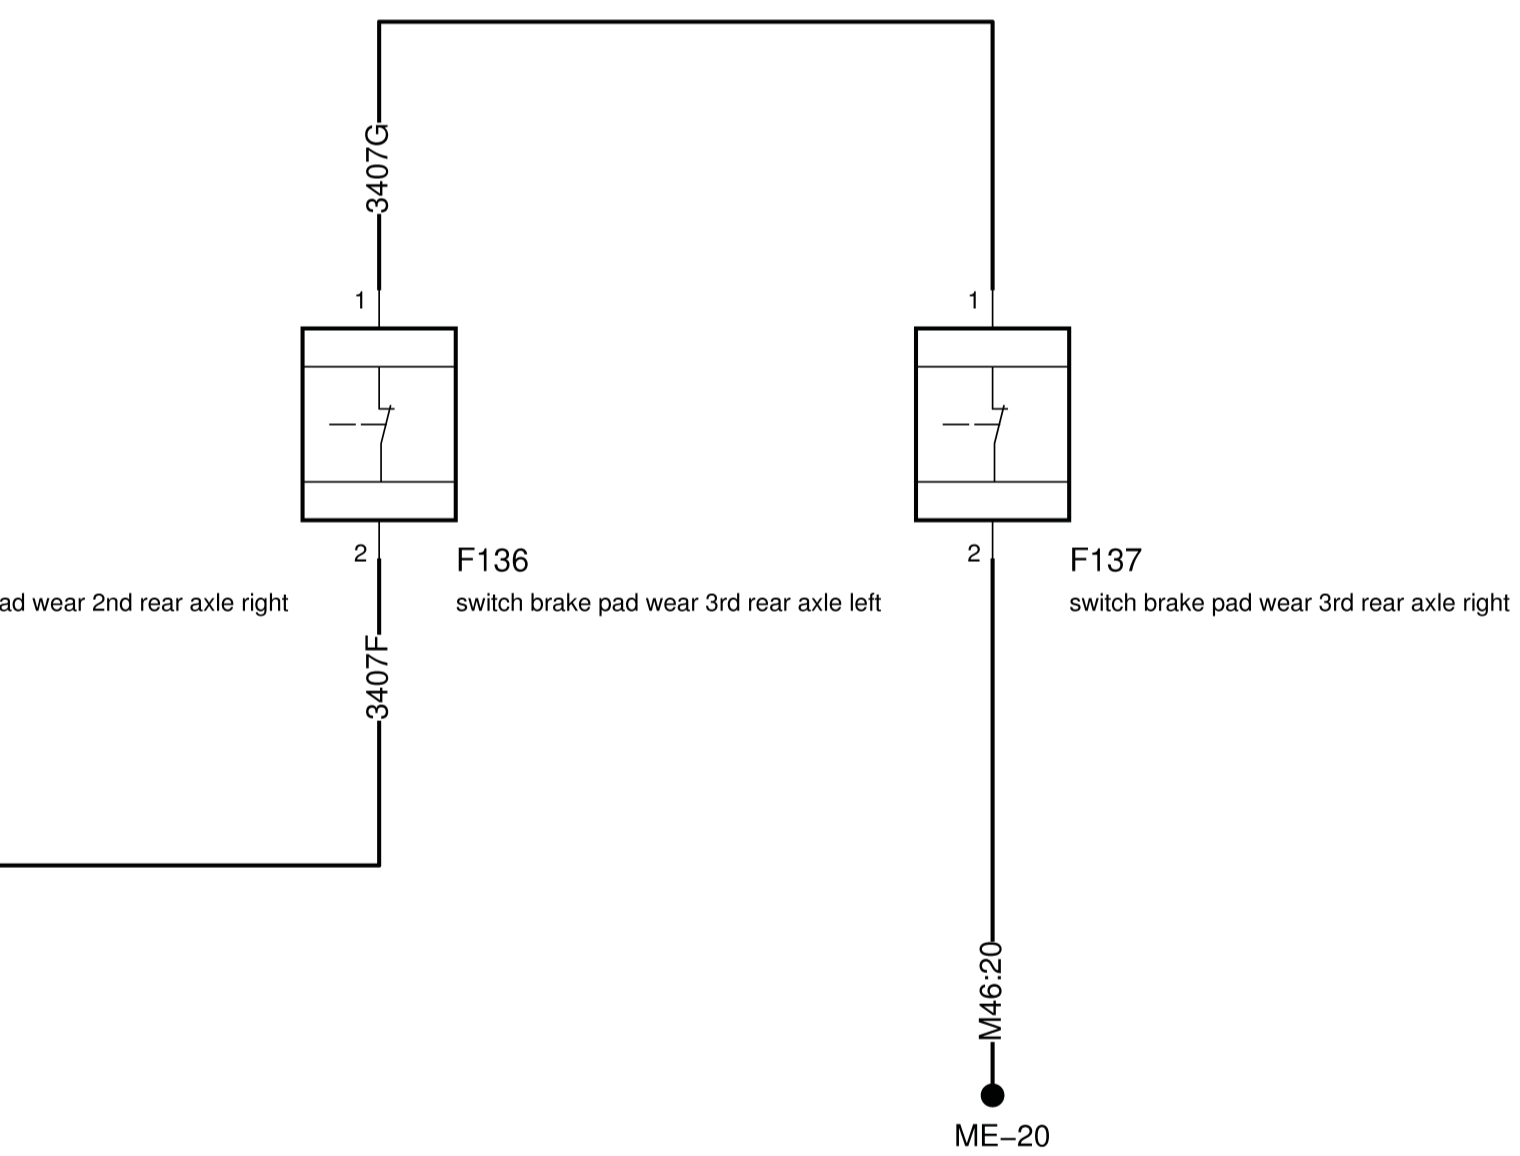 3407G
1
1
2
F136
2
F137
ad wear 2nd rear axle right
switch brake pad wear 3rd rear axle left
switch brake pad wear 3rd rear axle right
3407F
M46:20
ME–20